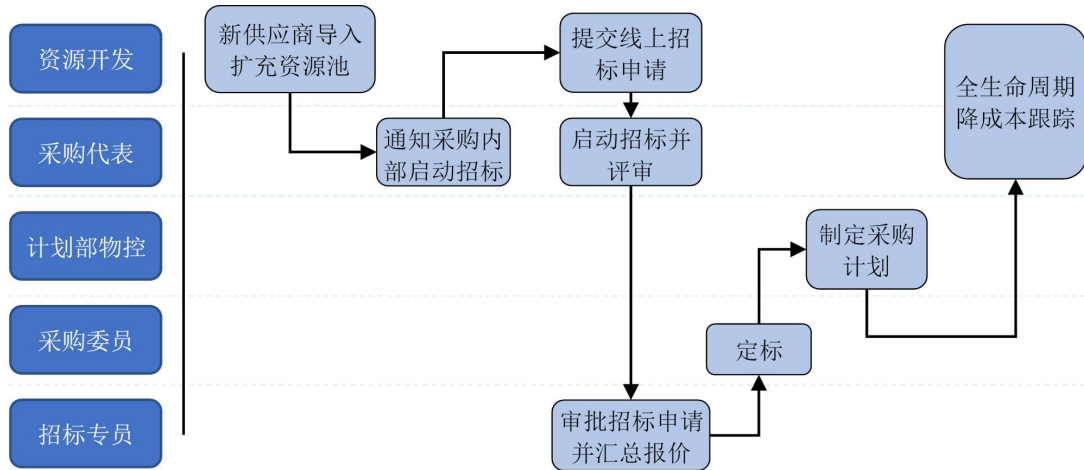 资源开发
新供应商导入
扩充资源池
提交线上招
标申请
全生命周期
降成本跟踪
采购代表
通知采购内
部启动招标
启动招标并
评审
计划部物控
制定采购
计划
采购委员
定标
招标专员
审批招标申请
并汇总报价